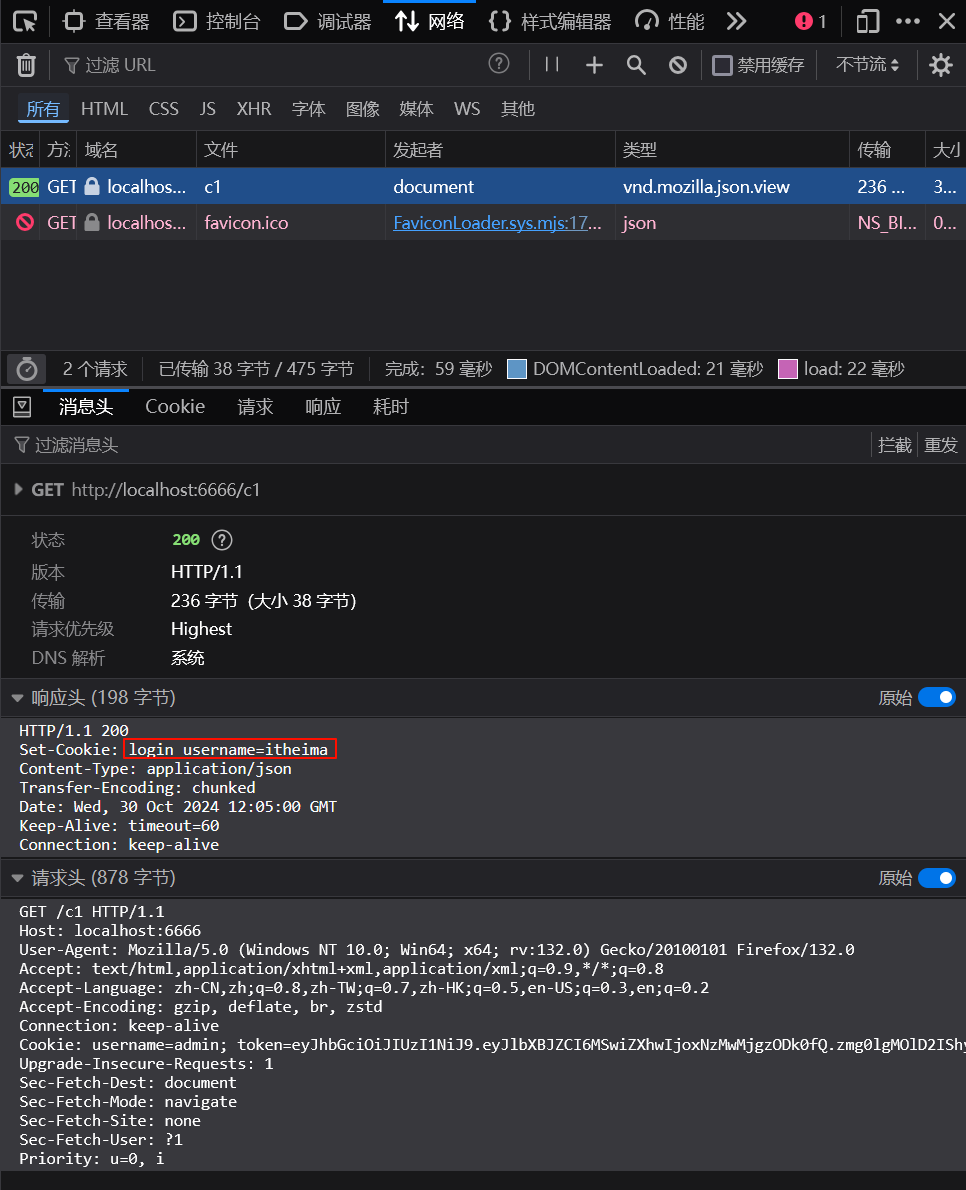 查看器 控制台 调试器 网络 样式编辑器 性能 1
过滤 URL 禁用缓存 不节流
所有 HTML CSS JS XHR 字体 图像 媒体 WS 其他
域名 文件 发起者 类型 传输
200 GET localhos... c1 document vnd.mozilla.json.view 236 ... 3...
GET localhos... favicon.ico FaviconLoader.sys.mjs:17... json NS_BI... 0...
2 个请求 已传输 38 字节 / 475 字节 完成：59 毫秒 DOMContentLoaded: 21 毫秒 load: 22 毫秒
消息头 Cookie 请求 响应 耗时
过滤消息头 拦截 重发
GET http://localhost:6666/c1
状态 200
版本 HTTP/1.1
传输 236 字节（大小 38 字节）
请求优先级 Highest
DNS 解析 系统
响应头 (198 字节) 原始
HTTP/1.1 200
Set-Cookie: login_username=itheima
Content-Type: application/json
Transfer-Encoding: chunked
Date: Wed, 30 Oct 2024 12:05:00 GMT
Keep-Alive: timeout=60
Connection: keep-alive
请求头 (878 字节) 原始
GET /c1 HTTP/1.1
Host: localhost:6666
User-Agent: Mozilla/5.0 (Windows NT 10.0; Win64; x64; rv:132.0) Gecko/20100101 Firefox/132.0
Accept: text/html,application/xhtml+xml,application/xml;q=0.9,*/*;q=0.8
Accept-Language: zh-CN,zh;q=0.8,zh-TW;q=0.7,zh-HK;q=0.5,en-US;q=0.3,en;q=0.2
Accept-Encoding: gzip, deflate, br, zstd
Connection: keep-alive
Cookie: username=admin; token=eyJhbGciOiJIUzI1NiJ9.eyJlbXBJZCI6MSwiZXhwIjoxNzMwMjgzODk0fQ.zmg0lgMOlD2IShy
Upgrade-Insecure-Requests: 1
Sec-Fetch-Dest: document
Sec-Fetch-Mode: navigate
Sec-Fetch-Site: none
Sec-Fetch-User: ?1
Priority: u=0, i